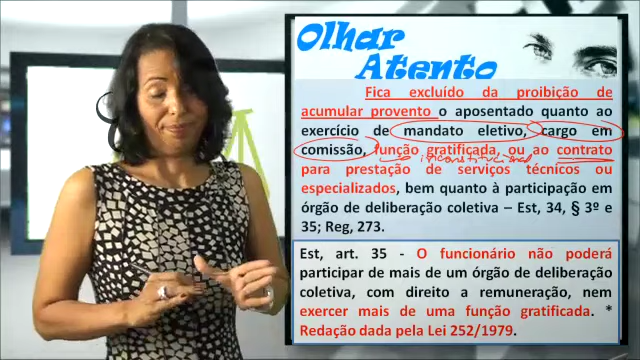 Olhar
Atento
Fica excluído da proibição de
acumular provento o aposentado quanto ao
exercício de mandato eletivo, cargo em
comissão, função gratificada, ou ao contrato
inconstitucional
para prestação de serviços técnicos ou
especializados, bem quanto à participação em
órgão de deliberação coletiva – Est, 34, § 3º e
35; Reg, 273.
Est, art. 35 - O funcionário não poderá
participar de mais de um órgão de deliberação
coletiva, com direito a remuneração, nem
exercer mais de uma função gratificada. *
Redação dada pela Lei 252/1979.